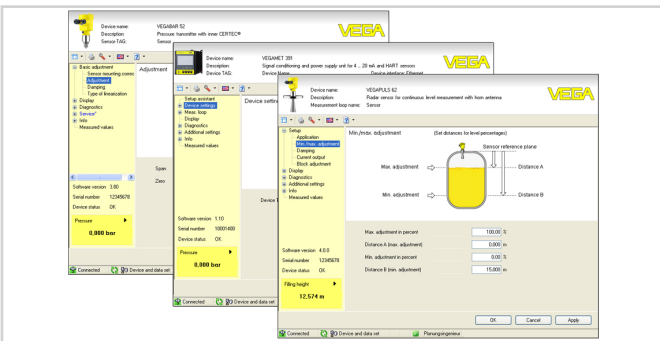 Device name: VEGABAR 52
Description: Pressure transmitter with inner CERTEC®
Sensor-TAG: Sensor
VEGA
Basic adjustment
Sensor mounting correc
Adjustment
Damping
Type of linearization
Display
Diagnostics
Service*
Info
Measured values
Adjustment
Span
Zero
Software version 3.80
Serial number 12345678
Device status OK
Pressure
0,000 bar
Connected
Device and data set
Device name: VEGAMET 391
Description: Signal conditioning and power supply unit for 4 .. 20 mA and HART sensors
Device TAG: Device Name
Device interface: Ethernet
VEGA
Setup assistant
Device settings
Meas. loop
Display
Diagnostics
Additional settings
Info
Measured values
Device settin
Device T
Software version 1.10
Serial number 10001408
Device status OK
Pressure
0,000 bar
Connected
Device and data set
Device name: VEGAPULS 62
Description: Radar sensor for continuous level measurement with horn antenna
Measurement loop name: Sensor
VEGA
Setup
Application
Min./max. adjustment
Damping
Current output
Block adjustment
Display
Diagnostics
Additional settings
Info
Measured values
Min./max. adjustment
(Set distances for level percentages)
Sensor reference plane
Max. adjustment
Distance A
Min. adjustment
Distance B
Max. adjustment in percent 100,00 %
Distance A (max. adjustment) 0,000 m
Min. adjustment in percent 0,00 %
Distance B (min. adjustment) 15,000 m
Software version 4.0.0
Serial number 12345678
Device status OK
Filling height
12,574 m
OK Cancel Apply
Connected
Device and data set
Planungsingenieur